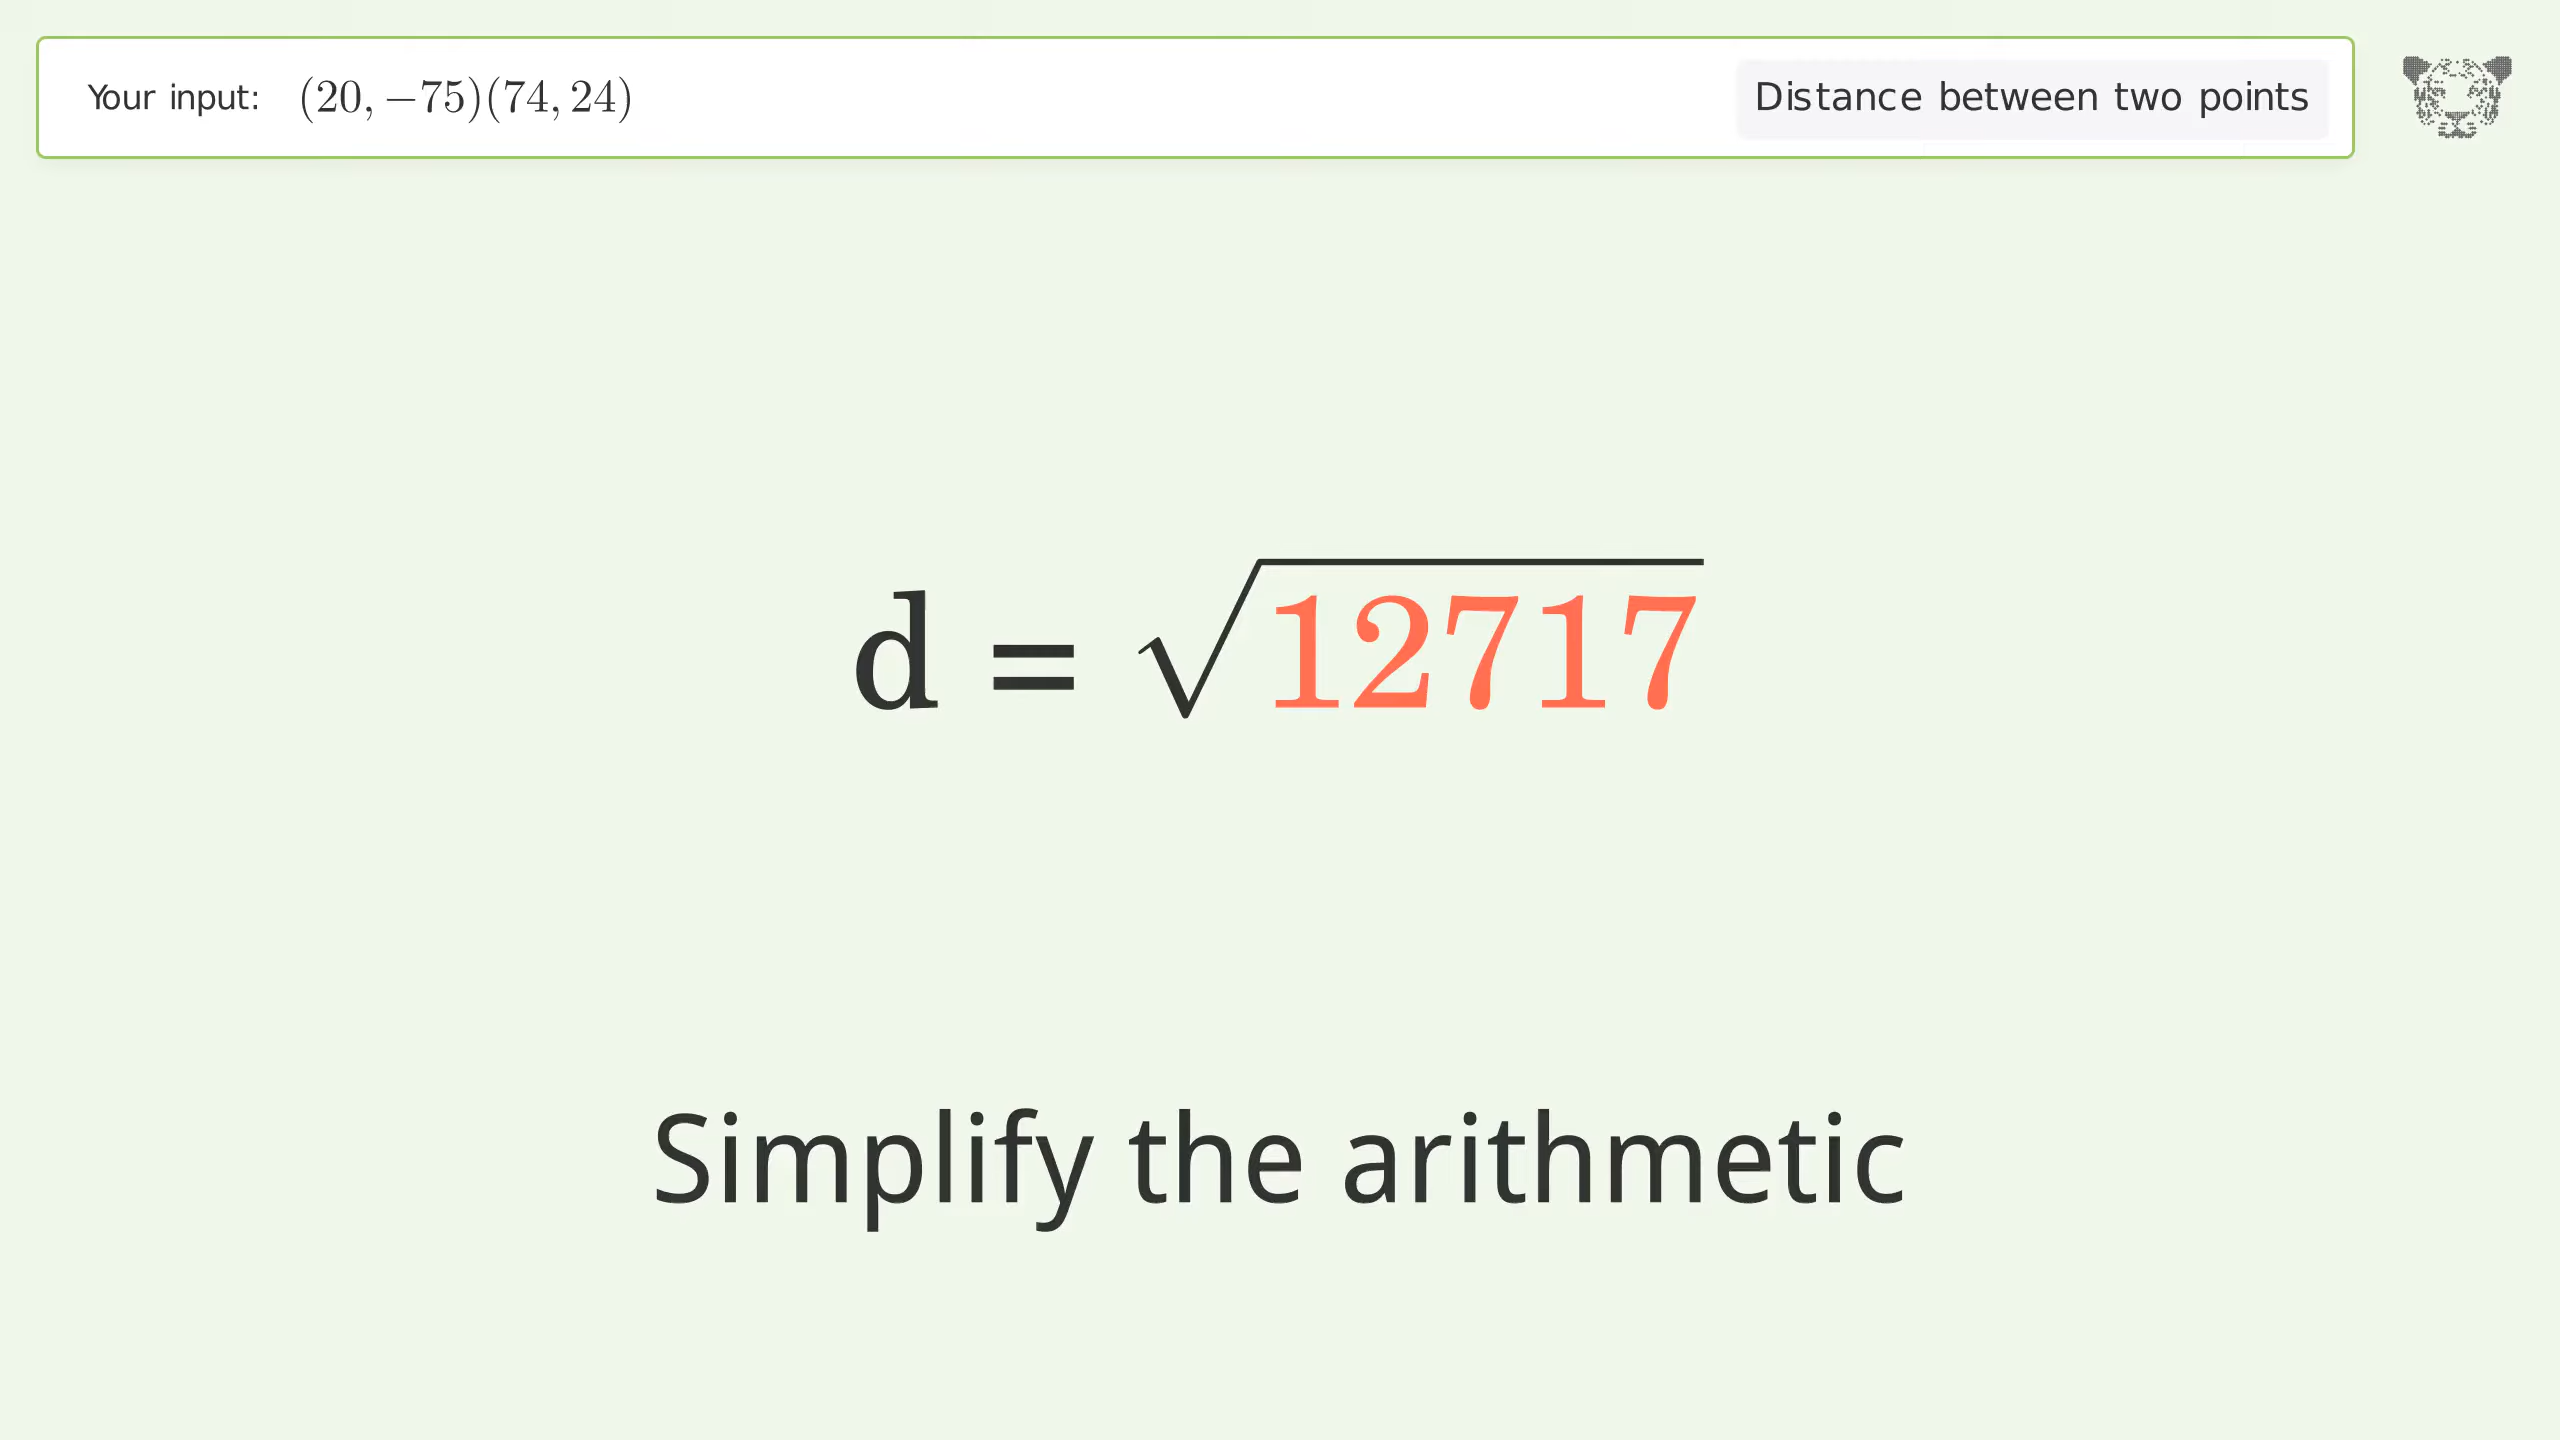 Your input: (20, −75)(74, 24)
Distance between two points
d = √12717
Simplify the arithmetic